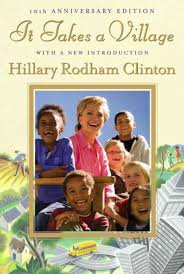 10th ANNIVERSARY EDITION
It Takes a Village
WITH A NEW INTRODUCTION
Hillary Rodham Clinton